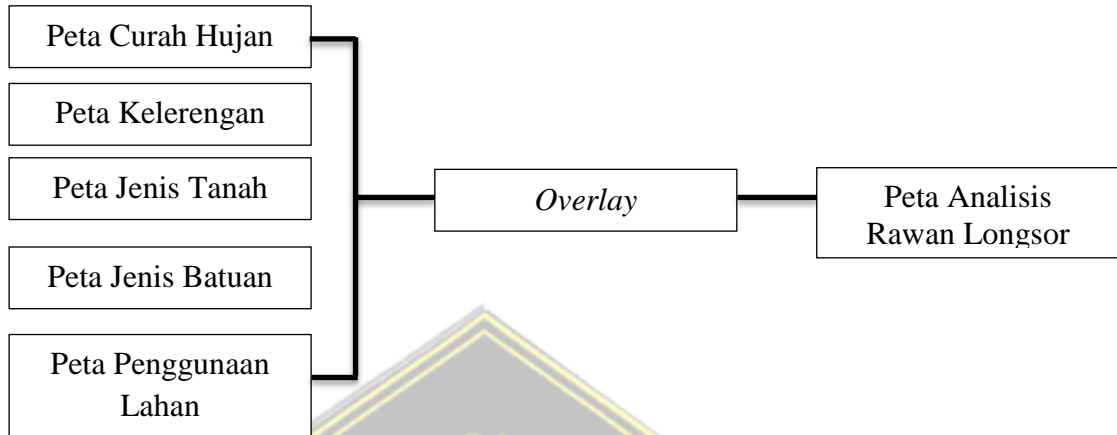 Peta Curah Hujan
Peta Kelerengan
Peta Jenis Tanah
Peta Jenis Batuan
Peta Penggunaan
Lahan
Overlay
Peta Analisis
Rawan Longsor